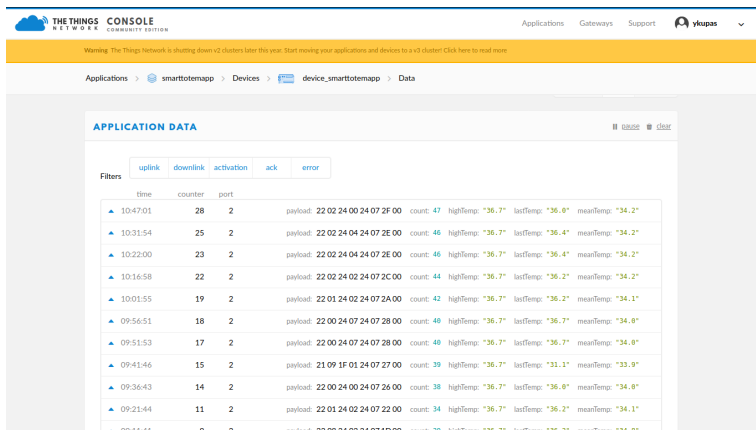 THE THINGS NETWORK CONSOLE COMMUNITY EDITION Applications Gateways Support ykupas
Warning The Things Network is shutting down v2 clusters later this year. Start moving your applications and devices to a v3 cluster! Click here to read more
Applications > smarttotemapp > Devices > device_smarttotemapp > Data
APPLICATION DATA pause clear
Filters uplink downlink activation ack error
time counter port
10:47:01 28 2 payload: 22 02 24 00 24 07 2F 00 count: 47 highTemp: "36.7" lastTemp: "36.0" meanTemp: "34.2"
10:31:54 25 2 payload: 22 02 24 04 24 07 2E 00 count: 46 highTemp: "36.7" lastTemp: "36.4" meanTemp: "34.2"
10:22:00 23 2 payload: 22 02 24 04 24 07 2E 00 count: 46 highTemp: "36.7" lastTemp: "36.4" meanTemp: "34.2"
10:16:58 22 2 payload: 22 02 24 02 24 07 2C 00 count: 44 highTemp: "36.7" lastTemp: "36.2" meanTemp: "34.2"
10:01:55 19 2 payload: 22 01 24 02 24 07 2A 00 count: 42 highTemp: "36.7" lastTemp: "36.2" meanTemp: "34.1"
09:56:51 18 2 payload: 22 00 24 07 24 07 28 00 count: 40 highTemp: "36.7" lastTemp: "36.7" meanTemp: "34.0"
09:51:53 17 2 payload: 22 00 24 07 24 07 28 00 count: 40 highTemp: "36.7" lastTemp: "36.7" meanTemp: "34.0"
09:41:46 15 2 payload: 21 09 1F 01 24 07 27 00 count: 39 highTemp: "36.7" lastTemp: "31.1" meanTemp: "33.9"
09:36:43 14 2 payload: 22 00 24 00 24 07 26 00 count: 38 highTemp: "36.7" lastTemp: "36.0" meanTemp: "34.0"
09:21:44 11 2 payload: 22 01 24 02 24 07 22 00 count: 34 highTemp: "36.7" lastTemp: "36.2" meanTemp: "34.1"